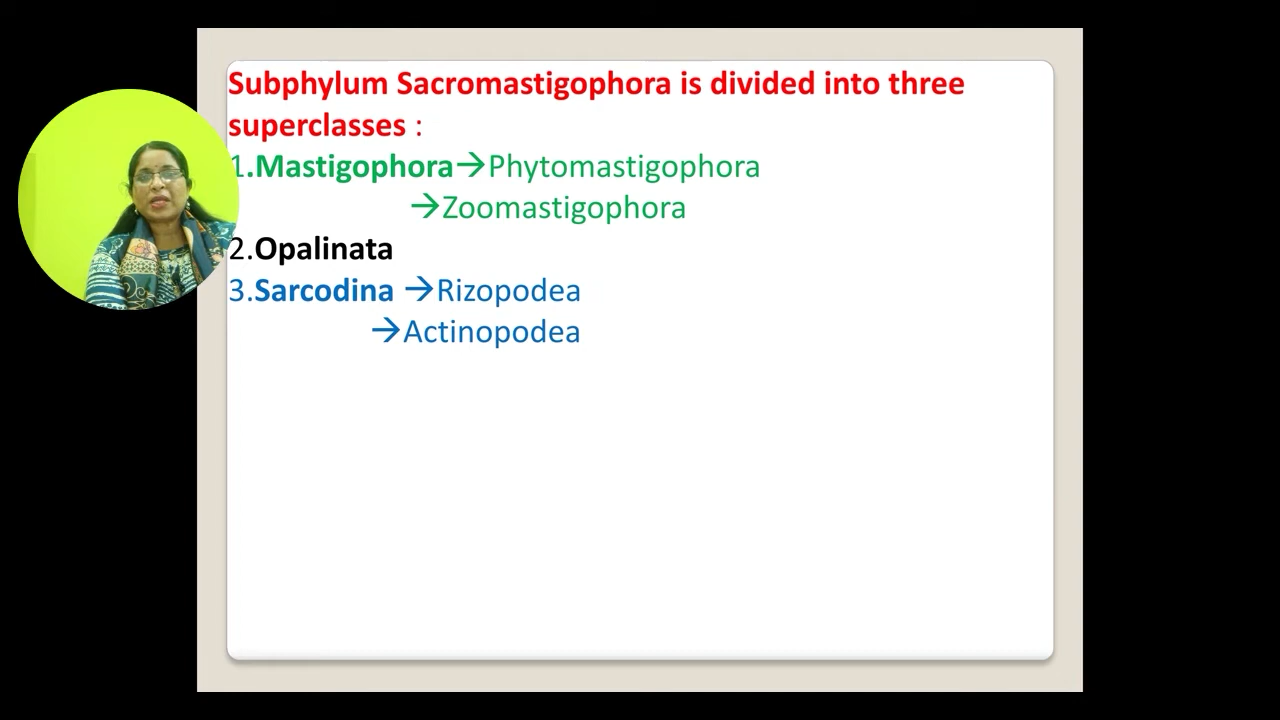 Subphylum Sacromastigophora is divided into three
superclasses :
1.Mastigophora→Phytomastigophora
→Zoomastigophora
2.Opalinata
3.Sarcodina →Rizopodea
→Actinopodea